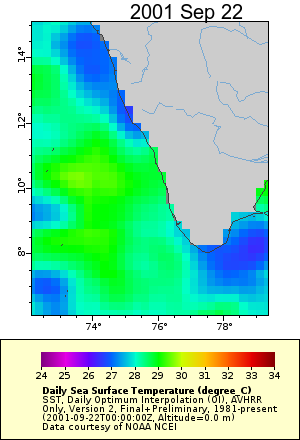 2001 Sep 22
14°
12°
10°
8°
74° 76° 78°
24 25 26 27 28 29 30 31 32 33 34
Daily Sea Surface Temperature (degree_C)
SST, Daily Optimum Interpolation (OI), AVHRR
Only, Version 2, Final+Preliminary, 1981-present
(2001-09-22T00:00:00Z, Altitude=0.0 m)
Data courtesy of NOAA NCEI